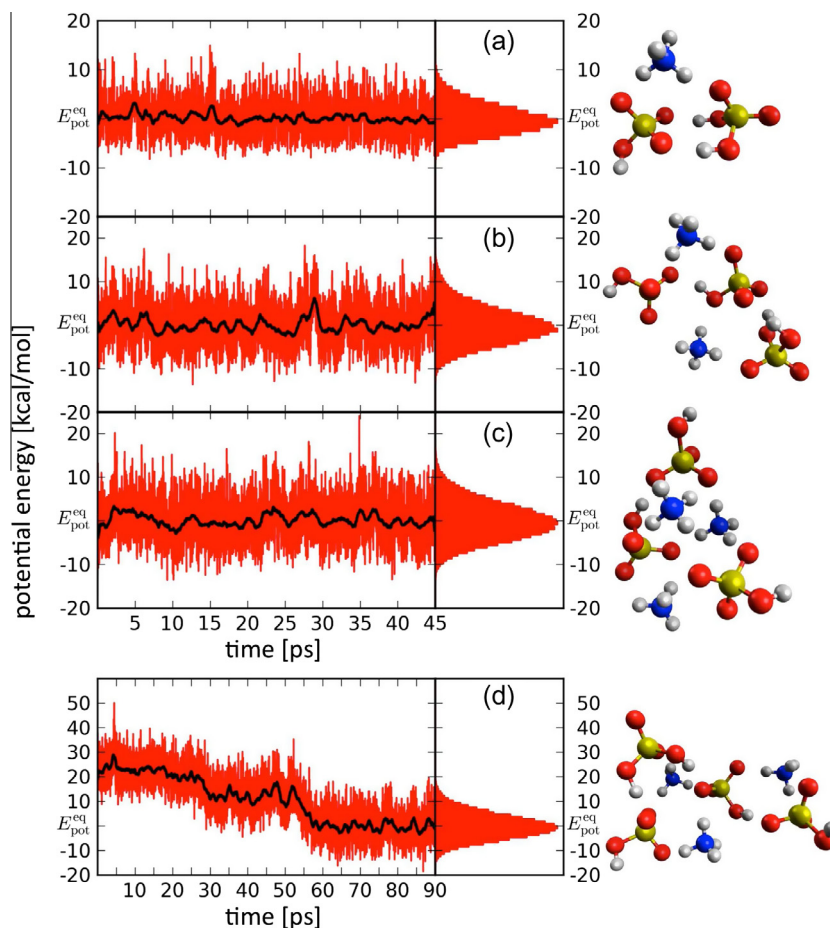 potential energy [kcal/mol]
20 (a) 20
10 10
E_pot^eq E_pot^eq
-10 -10
20 20
20 (b) 20
10 10
E_pot^eq E_pot^eq
-10 -10
20 20
20 (c) 20
10 10
E_pot^eq E_pot^eq
-10 -10
20 20
5 10 15 20 25 30 35 40 45
time [ps]
50 (d) 50
40 40
30 30
20 20
10 10
E_pot^eq E_pot^eq
-10 -10
20 20
10 20 30 40 50 60 70 80 90
time [ps]